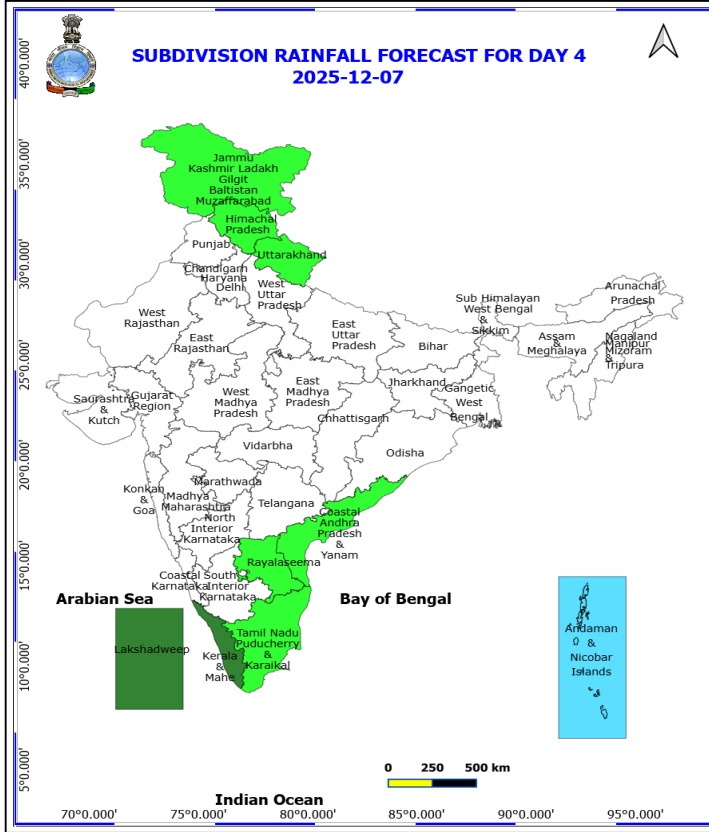 SUBDIVISION RAINFALL FORECAST FOR DAY 4
2025-12-07
40°0.000'
35°0.000'
30°0.000'
25°0.000'
20°0.000'
15°0.000'
10°0.000'
5°0.000'
Jammu
Kashmir Ladakh
Gilgit
Baltistan
Muzaffarabad
Himachal
Pradesh
Punjab
Uttarakhand
Chandigarh
Haryana
Delhi
West
Uttar
Pradesh
West
Rajasthan
East
Rajasthan
East
Uttar
Pradesh
Bihar
Sub Himalayan
West Bengal
&
Sikkim
Arunachal
Pradesh
Assam
&
Meghalaya
Nagaland
Manipur
Mizoram
&
Tripura
Saurashtra
&
Kutch
Gujarat
Region
West
Madhya
Pradesh
East
Madhya
Pradesh
Jharkhand
Gangetic
West
Bengal
Chhattisgarh
Odisha
Vidarbha
Konkan
&
Goa
Marathwada
Madhya
Maharashtra
Telangana
North
Interior
Karnataka
Coastal
Andhra
Pradesh
&
Yanam
Rayalaseema
Coastal
Karnataka
South
Interior
Karnataka
Arabian Sea
Bay of Bengal
Lakshadweep
Kerala
&
Mahe
Tamil Nadu
Puducherry
&
Karaikal
Andaman
&
Nicobar
Islands
0 250 500 km
Indian Ocean
70°0.000' 75°0.000' 80°0.000' 85°0.000' 90°0.000' 95°0.000'